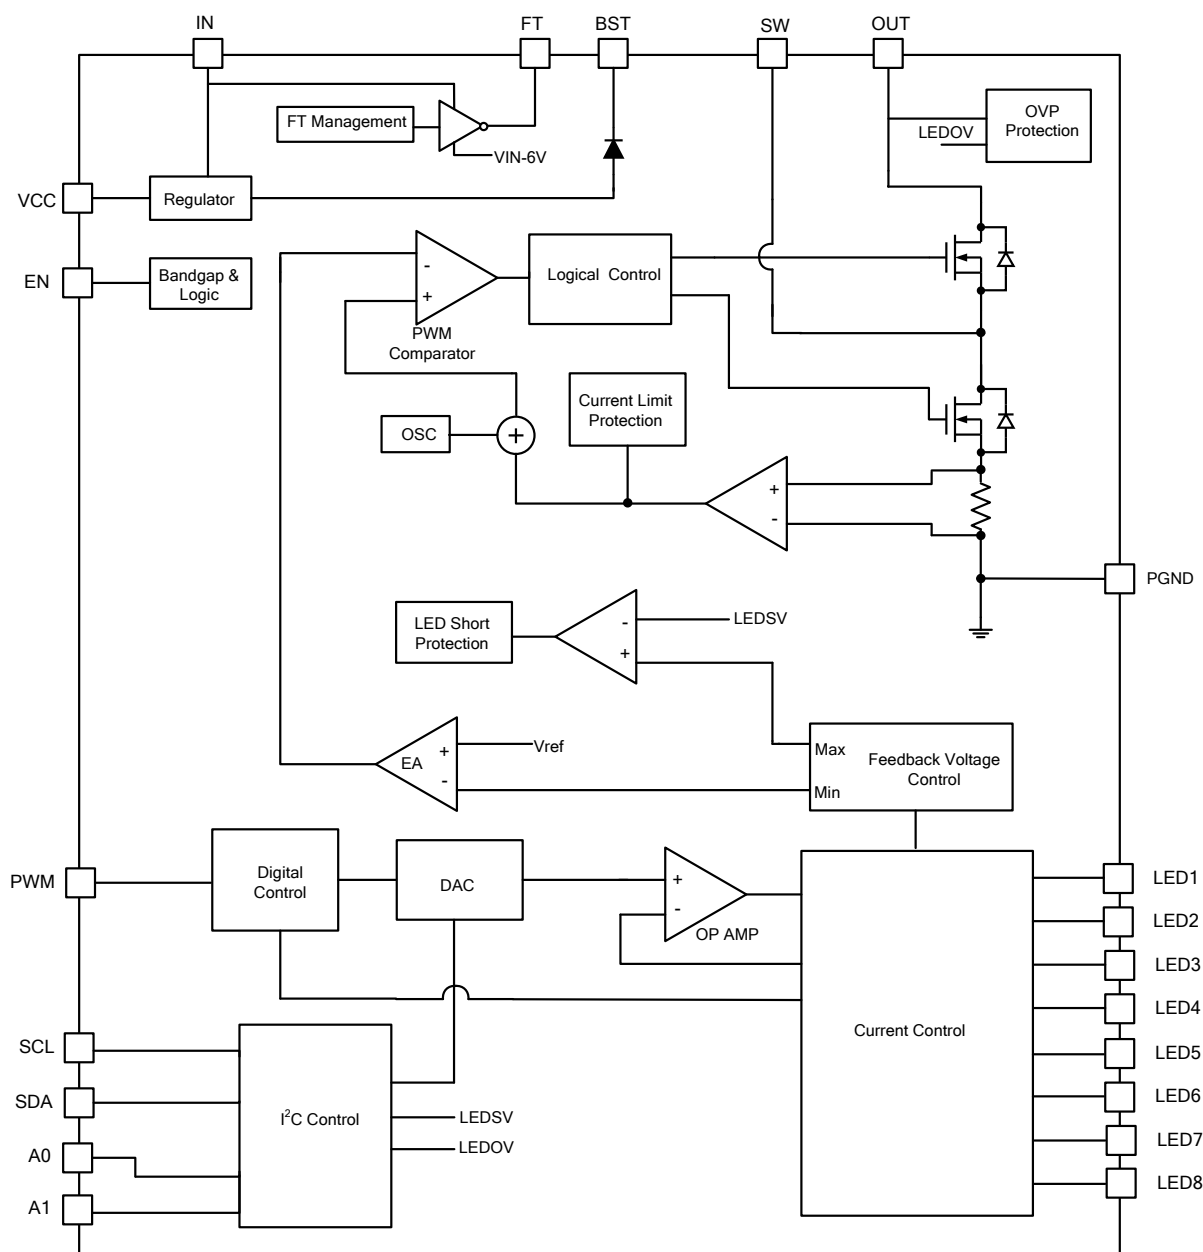 IN
FT
BST
SW
OUT
FT Management
VIN-6V
OVP
Protection
LEDOV
VCC
Regulator
EN
Bandgap &
Logic
-
+
PWM
Comparator
Logical Control
OSC
+
Current Limit
Protection
+
-
PGND
LED Short
Protection
-
+
LEDSV
EA
+
-
Vref
Max
Min
Feedback Voltage
Control
PWM
Digital
Control
DAC
+
-
OP AMP
Current Control
LED1
LED2
LED3
LED4
LED5
LED6
LED7
LED8
SCL
SDA
A0
A1
I²C Control
LEDSV
LEDOV